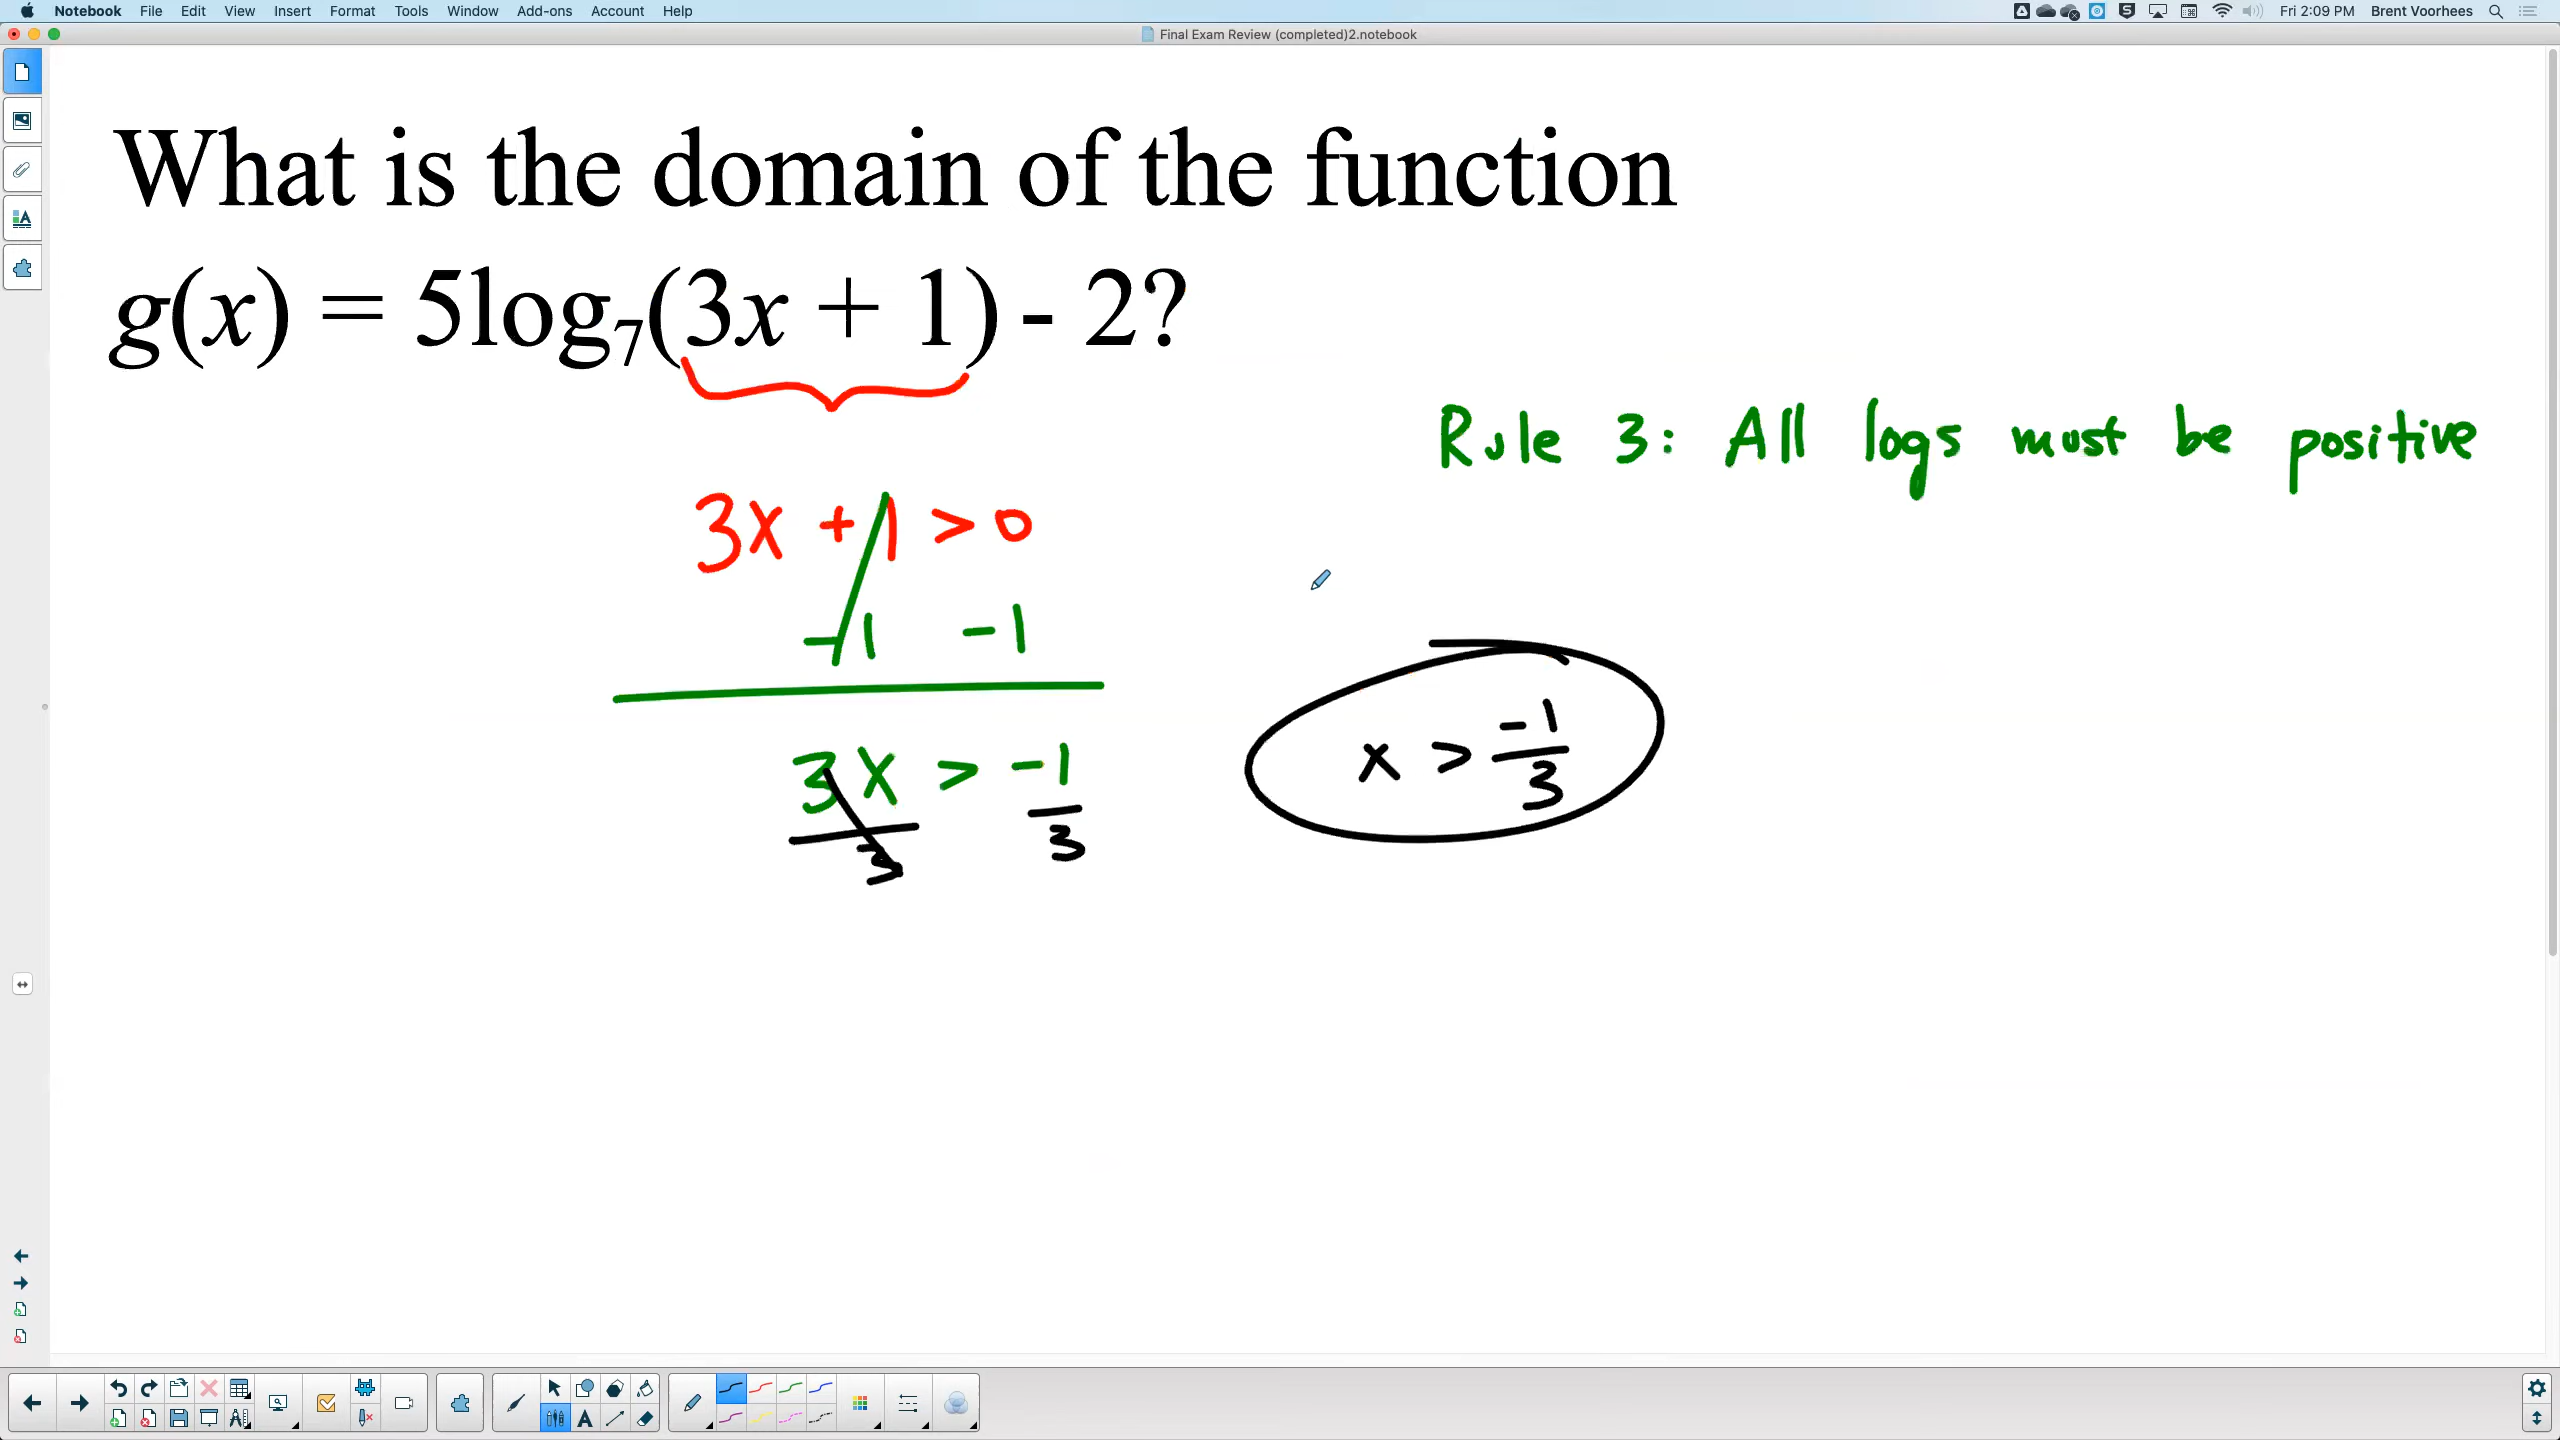 Notebook File Edit View Insert Format Tools Window Add-ons Account Help Fri 2:09 PM Brent Voorhees
Final Exam Review (completed)2.notebook
What is the domain of the function
g(x) = 5log₇(3x + 1) - 2?
Rule 3: All logs must be positive
3x + 1 > 0
-1 -1
3x > -1
3 3
x > -1/3